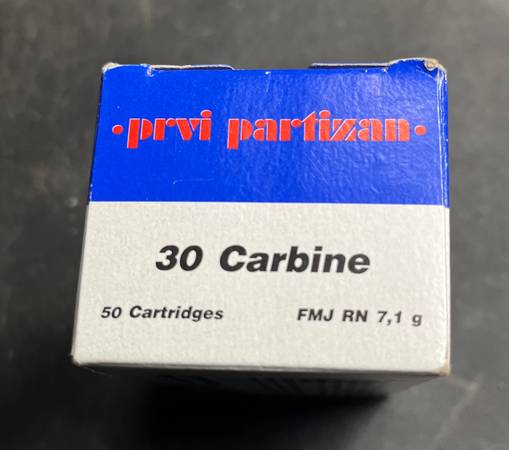 •prvi partizan•
30 Carbine
50 Cartridges FMJ RN 7,1 g